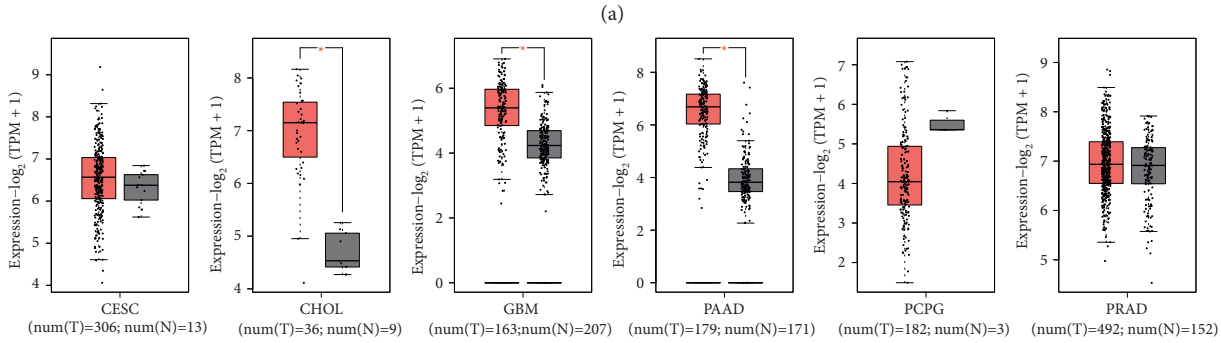 (a)
Expression–log₂ (TPM + 1)
9
8
7
6
5
4
CESC
(num(T)=306; num(N)=13)
Expression–log₂ (TPM + 1)
8
7
6
5
4
*
CHOL
(num(T)=36; num(N)=9)
Expression–log₂ (TPM + 1)
6
4
2
0
*
GBM
(num(T)=163;num(N)=207)
Expression–log₂ (TPM + 1)
8
6
4
2
0
*
PAAD
(num(T)=179; num(N)=171)
Expression–log₂ (TPM + 1)
7
6
5
4
3
2
PCPG
(num(T)=182; num(N)=3)
Expression–log₂ (TPM + 1)
9
8
7
6
5
PRAD
(num(T)=492; num(N)=152)